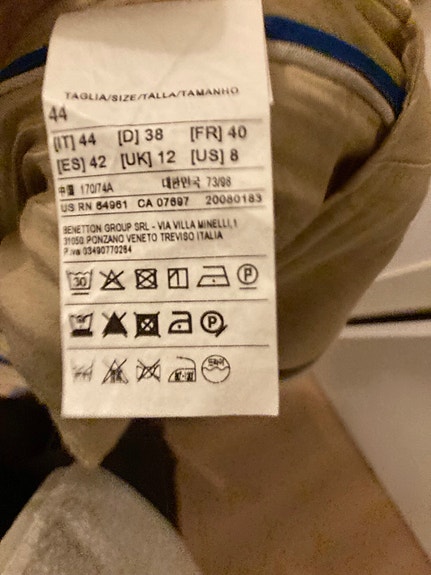 TAGLIA/SIZE/TALLA/TAMANHO
44
[IT] 44 [D] 38 [FR] 40
[ES] 42 [UK] 12 [US] 8
中国 170/74A 대한민국 73/98
US RN 64961 CA 07697 20080183
BENETTON GROUP SRL - VIA VILLA MINELLI, 1
31050 PONZANO VENETO TREVISO ITALIA
P.iva 03490770264
30 P
P